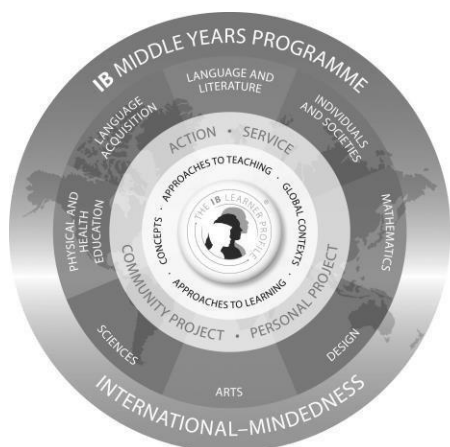 IB MIDDLE YEARS PROGRAMME
LANGUAGE AND
LITERATURE
INDIVIDUALS
AND SOCIETIES
MATHEMATICS
DESIGN
ARTS
SCIENCES
PHYSICAL AND
HEALTH
EDUCATION
LANGUAGE
ACQUISITION
ACTION • SERVICE
PERSONAL PROJECT
COMMUNITY PROJECT
APPROACHES TO TEACHING
GLOBAL CONTEXTS
APPROACHES TO LEARNING
CONCEPTS
THE IB LEARNER PROFILE
®
INTERNATIONAL–MINDEDNESS